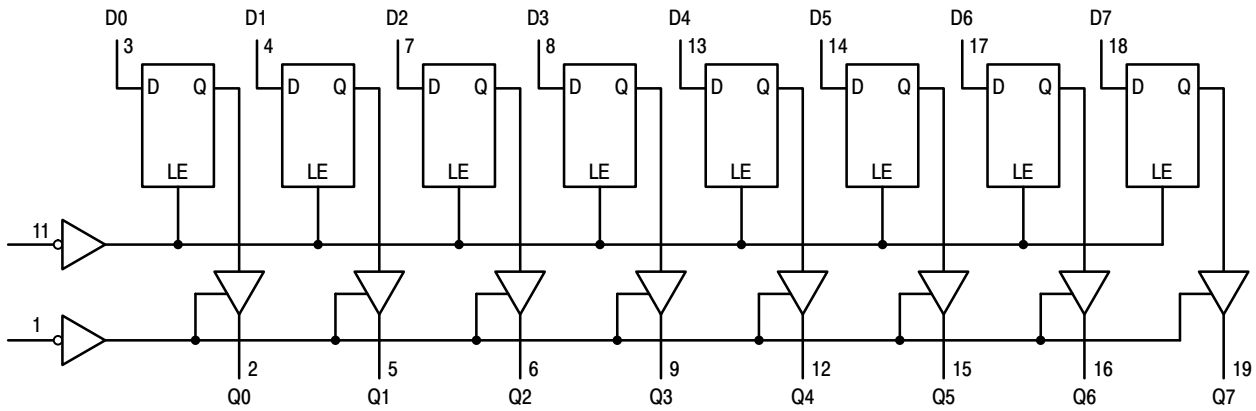 D0 D1 D2 D3 D4 D5 D6 D7
3 4 7 8 13 14 17 18
D Q D Q D Q D Q D Q D Q D Q D Q
LE LE LE LE LE LE LE LE
11
1
2 5 6 9 12 15 16 19
Q0 Q1 Q2 Q3 Q4 Q5 Q6 Q7